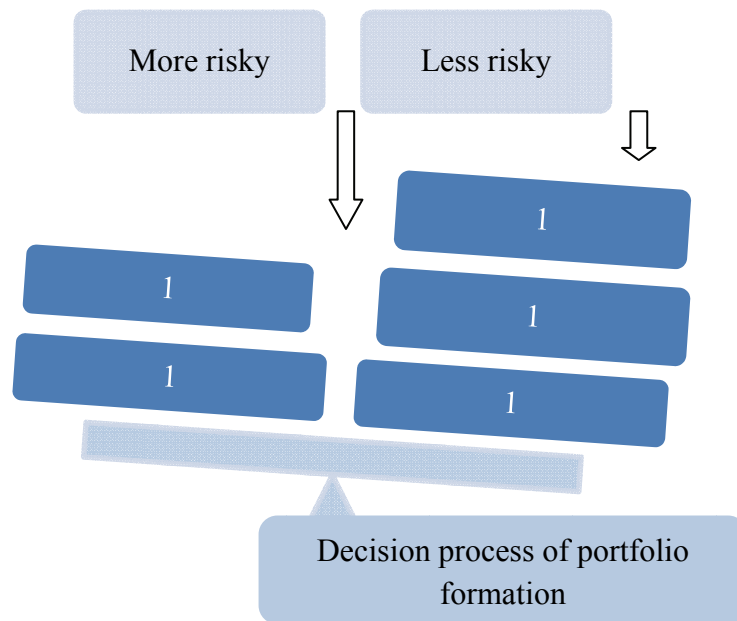 More risky
Less risky
1
1
1
1
1
Decision process of portfolio
formation